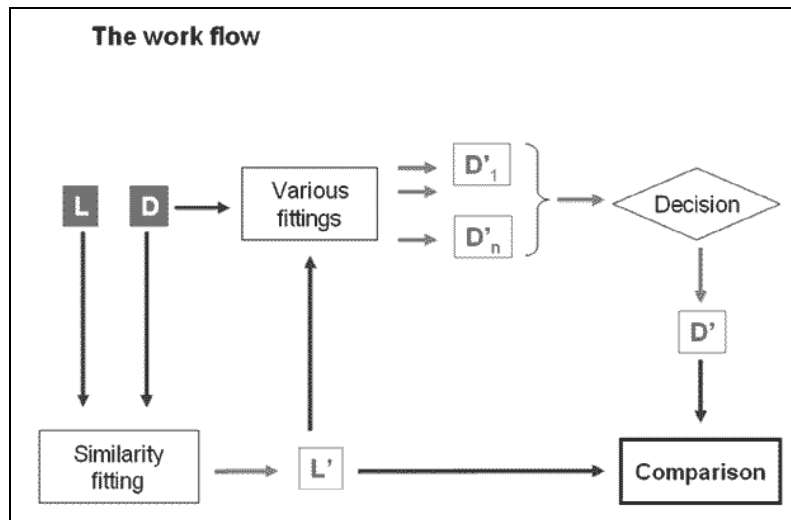 The work flow
L
D
Various
fittings
D'1
D'n
Decision
D'
Similarity
fitting
L'
Comparison